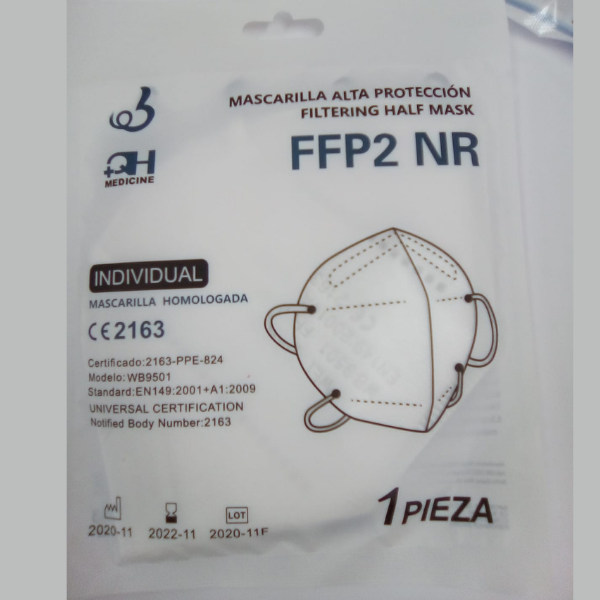 MASCARILLA ALTA PROTECCIÓN
FILTERING HALF MASK
FFP2 NR
QH
MEDICINE
INDIVIDUAL
MASCARILLA HOMOLOGADA
CE2163
Certificado:2163-PPE-824
Modelo:WB9501
Standard:EN149:2001+A1:2009
UNIVERSAL CERTIFICATION
Notified Body Number:2163
LOT
2020-11 2022-11 2020-11F
1 PIEZA